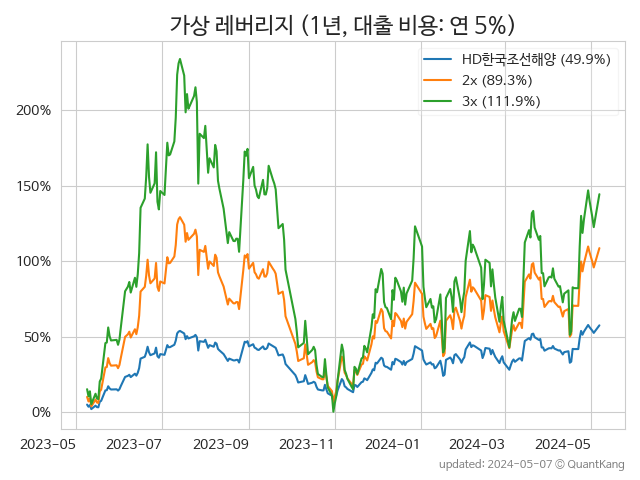 가상 레버리지 (1년, 대출 비용: 연 5%)
HD한국조선해양 (49.9%)
2x (89.3%)
3x (111.9%)
200%
150%
100%
50%
0%
2023-05 2023-07 2023-09 2023-11 2024-01 2024-03 2024-05
updated: 2024-05-07 © QuantKang